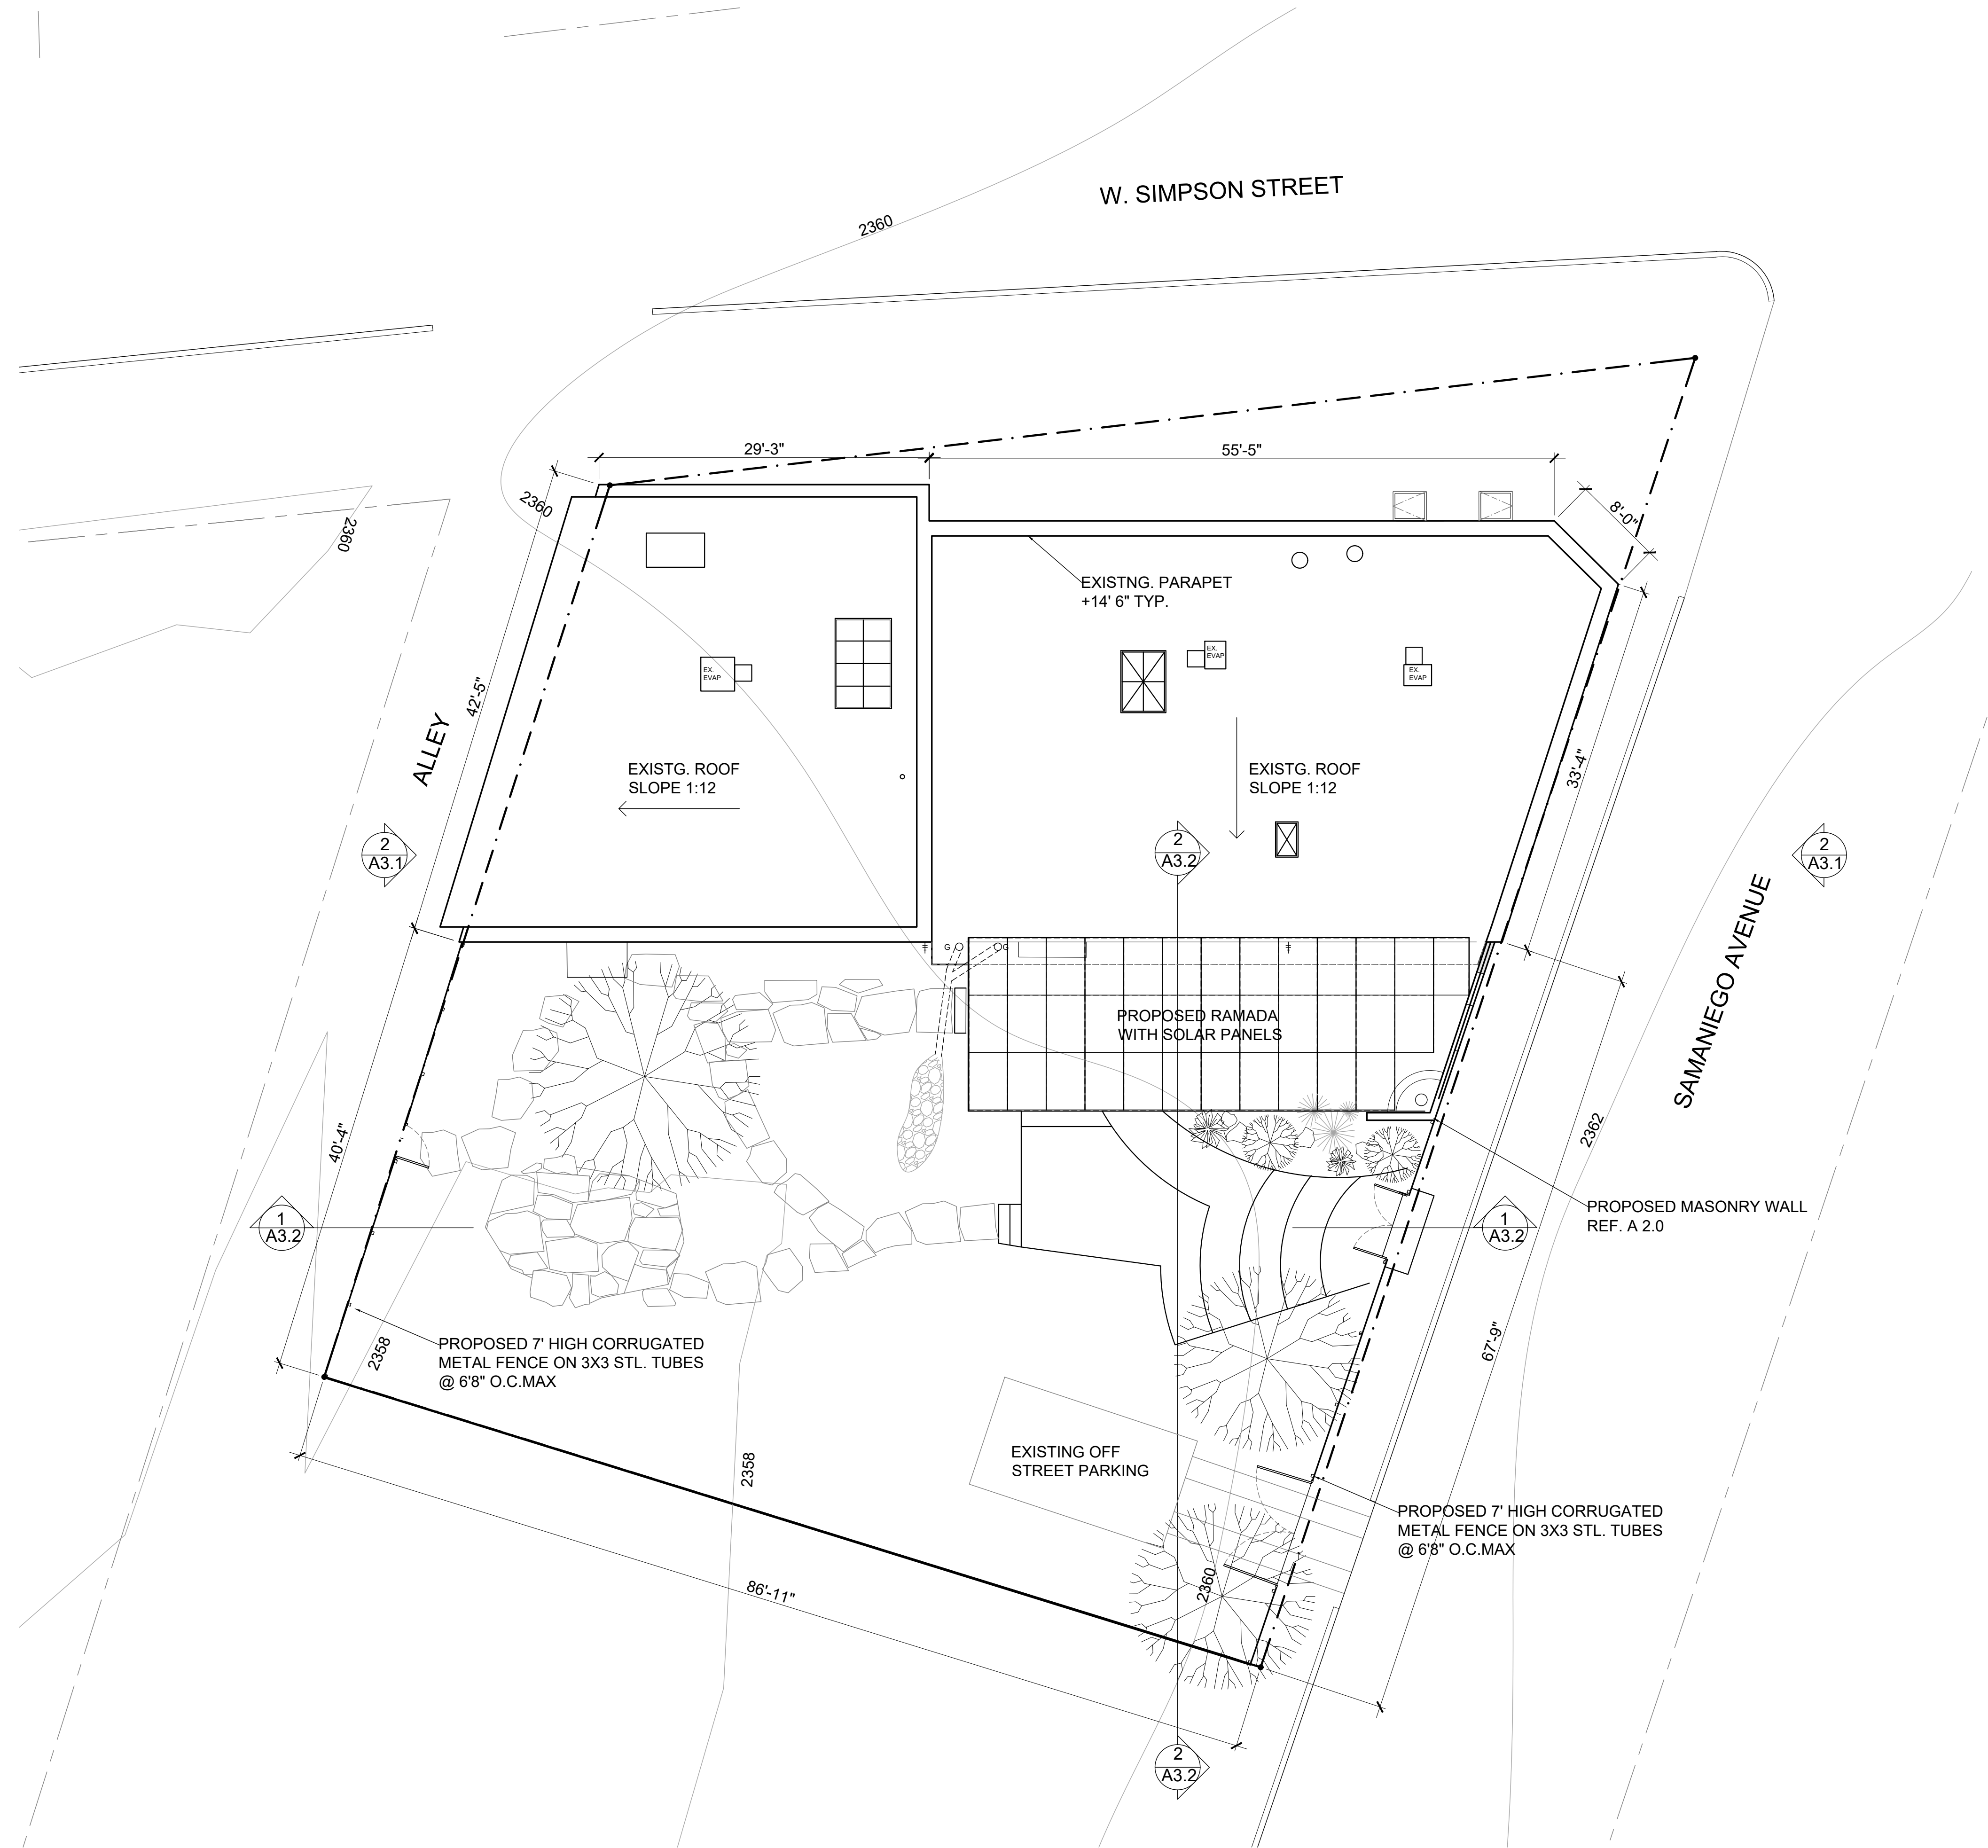 W. SIMPSON STREET
2360
29'-3"
55'-5"
2360
2360
8'-0"
EXISTNG. PARAPET
+14' 6" TYP.
EX.
EVAP
EX.
EVAP
EX.
EVAP
42'-5"
ALLEY
EXISTG. ROOF
SLOPE 1:12
EXISTG. ROOF
SLOPE 1:12
33'-4"
2
A3.1
2
A3.2
2
A3.1
SAMANIEGO AVENUE
G
G
PROPOSED RAMADA
WITH SOLAR PANELS
40'-4"
2362
1
A3.2
1
A3.2
PROPOSED MASONRY WALL
REF. A 2.0
2358
PROPOSED 7' HIGH CORRUGATED
METAL FENCE ON 3X3 STL. TUBES
@ 6'8" O.C.MAX
67'-9"
2358
EXISTING OFF
STREET PARKING
PROPOSED 7' HIGH CORRUGATED
METAL FENCE ON 3X3 STL. TUBES
@ 6'8" O.C.MAX
86'-11"
2360
2
A3.2